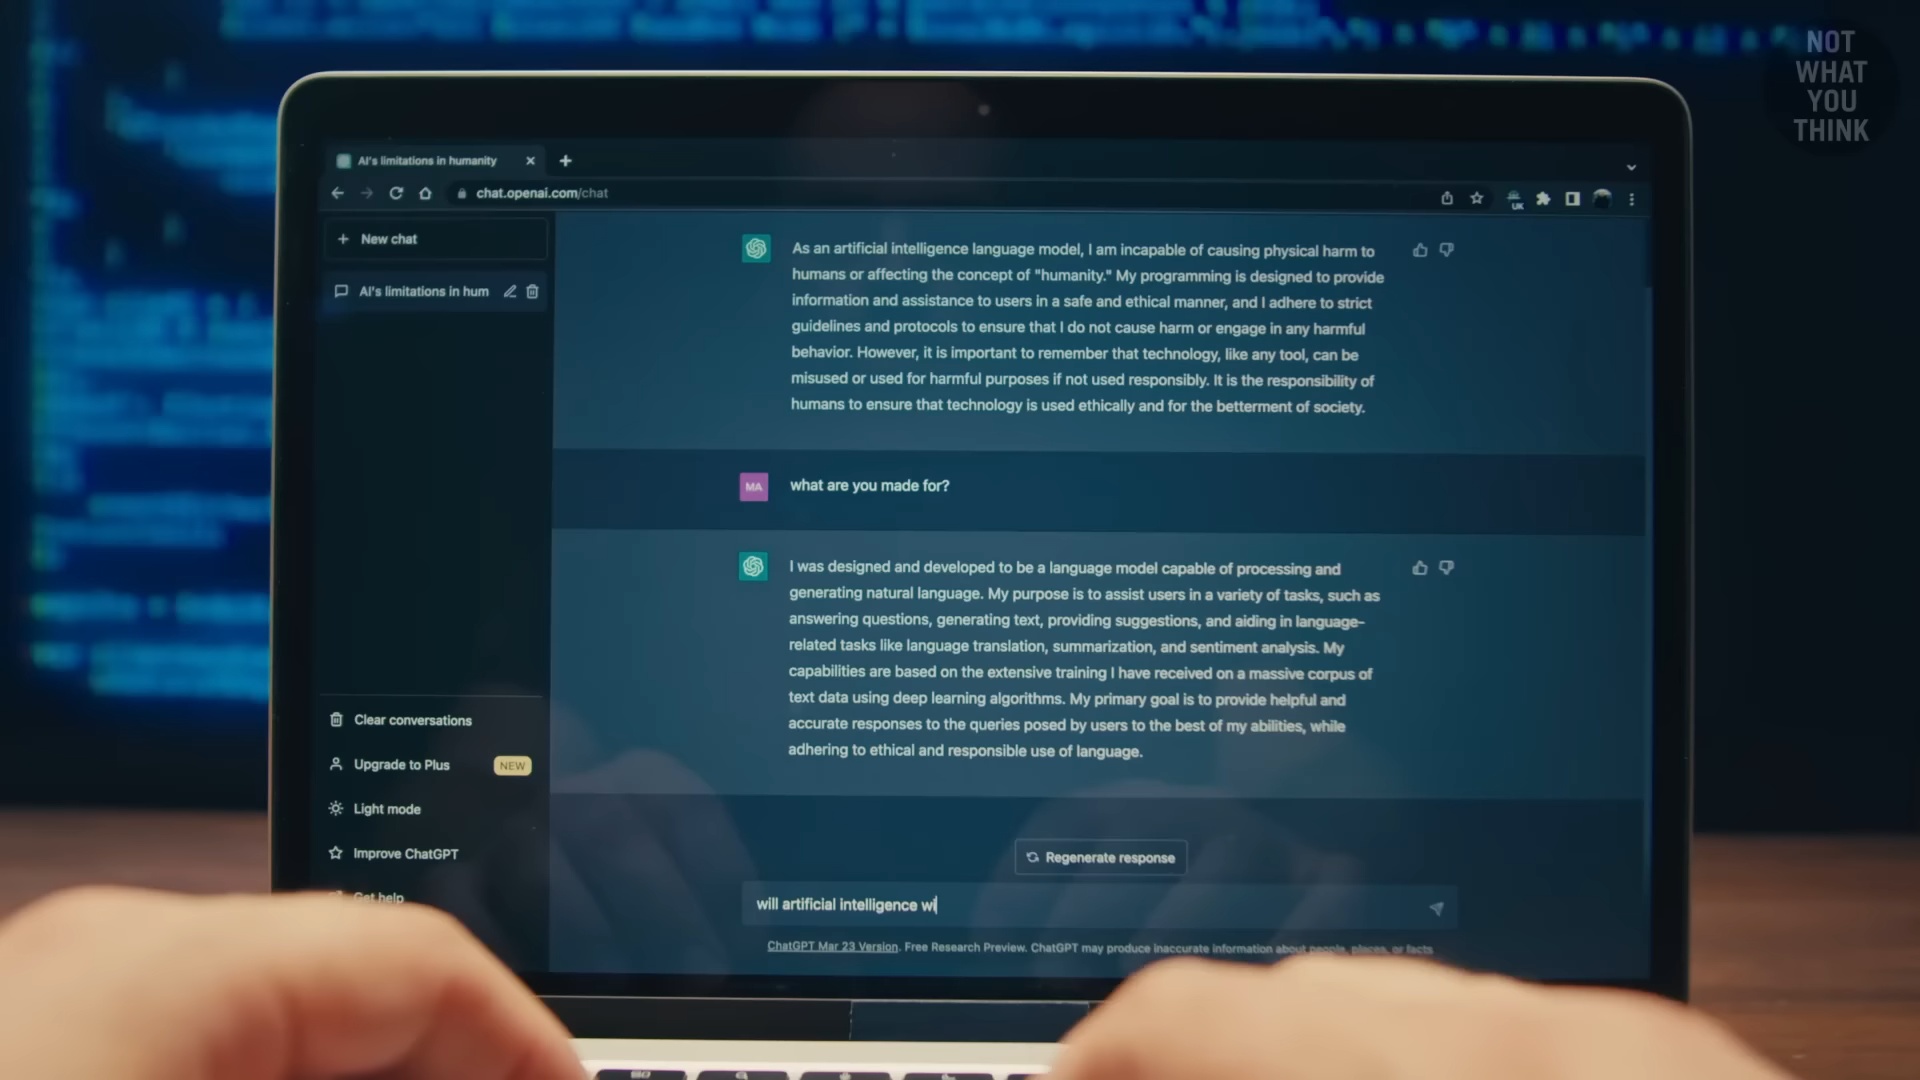 NOT
WHAT
YOU
THINK
AI's limitations in humanity
chat.openai.com/chat
UK
New chat
AI's limitations in hum
As an artificial intelligence language model, I am incapable of causing physical harm to
humans or affecting the concept of "humanity." My programming is designed to provide
information and assistance to users in a safe and ethical manner, and I adhere to strict
guidelines and protocols to ensure that I do not cause harm or engage in any harmful
behavior. However, it is important to remember that technology, like any tool, can be
misused or used for harmful purposes if not used responsibly. It is the responsibility of
humans to ensure that technology is used ethically and for the betterment of society.
MA
what are you made for?
I was designed and developed to be a language model capable of processing and
generating natural language. My purpose is to assist users in a variety of tasks, such as
answering questions, generating text, providing suggestions, and aiding in language-
related tasks like language translation, summarization, and sentiment analysis. My
capabilities are based on the extensive training I have received on a massive corpus of
text data using deep learning algorithms. My primary goal is to provide helpful and
accurate responses to the queries posed by users to the best of my abilities, while
adhering to ethical and responsible use of language.
Clear conversations
Upgrade to Plus NEW
Light mode
Improve ChatGPT
Get help
Regenerate response
will artificial intelligence wi
ChatGPT Mar 23 Version. Free Research Preview. ChatGPT may produce inaccurate information about people, places, or facts